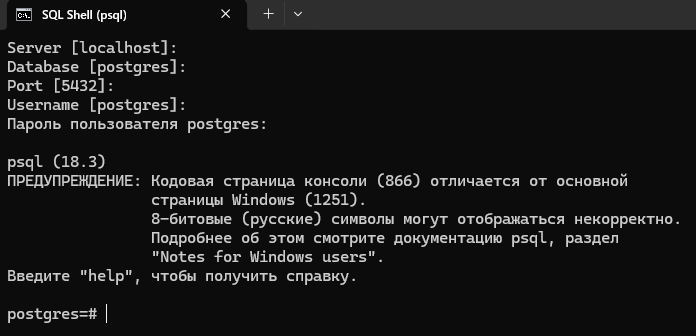 SQL Shell (psql)
Server [localhost]:
Database [postgres]:
Port [5432]:
Username [postgres]:
Пароль пользователя postgres:
psql (18.3)
ПРЕДУПРЕЖДЕНИЕ: Кодовая страница консоли (866) отличается от основной
страницы Windows (1251).
8-битовые (русские) символы могут отображаться некорректно.
Подробнее об этом смотрите документацию psql, раздел
"Notes for Windows users".
Введите "help", чтобы получить справку.
postgres=#